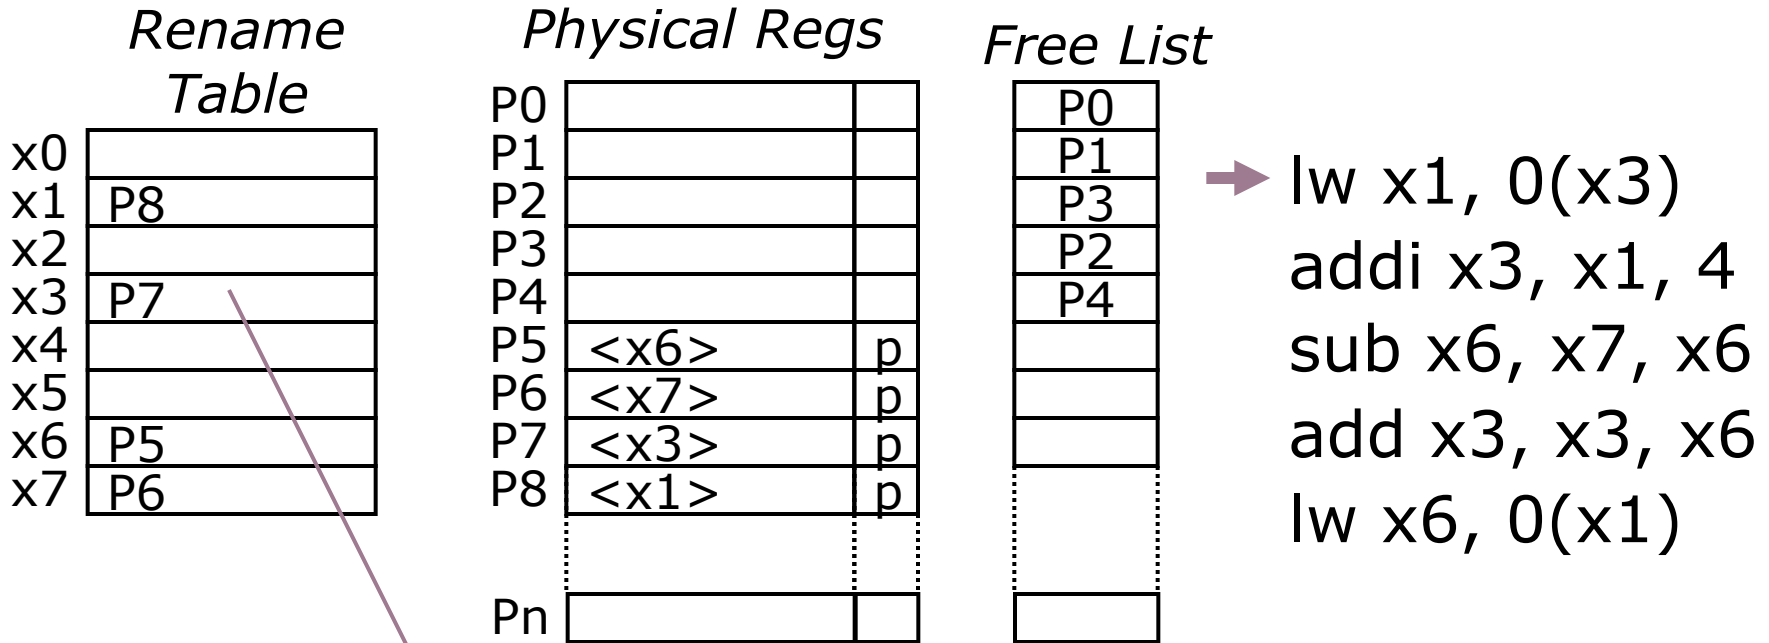 Rename
Table
x0
x1 P8
x2
x3 P7
x4
x5
x6 P5
x7 P6
Physical Regs
P0
P1
P2
P3
P4
P5 <x6> p
P6 <x7> p
P7 <x3> p
P8 <x1> p
Pn
Free List
P0
P1
P3
P2
P4
lw x1, 0(x3)
addi x3, x1, 4
sub x6, x7, x6
add x3, x3, x6
lw x6, 0(x1)